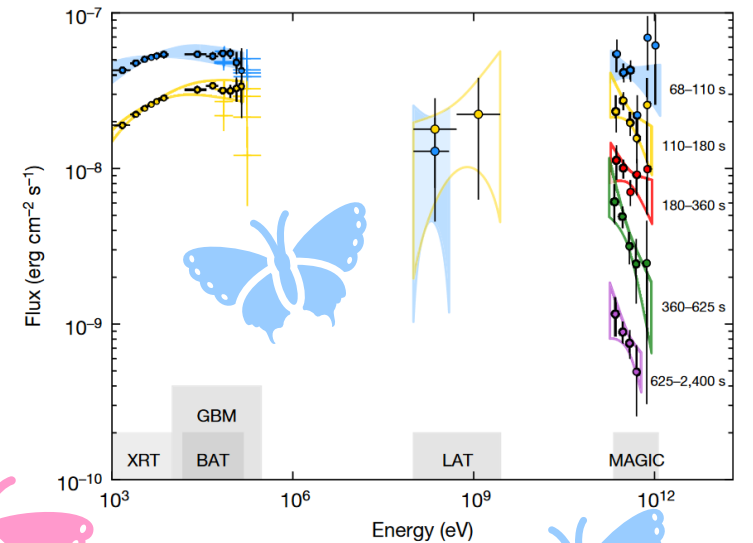 10⁻⁷
68–110 s
110–180 s
10⁻⁸
180–360 s
Flux (erg cm⁻² s⁻¹)
360–625 s
10⁻⁹
625–2,400 s
GBM
XRT BAT LAT MAGIC
10⁻¹⁰
10³ 10⁶ 10⁹ 10¹²
Energy (eV)